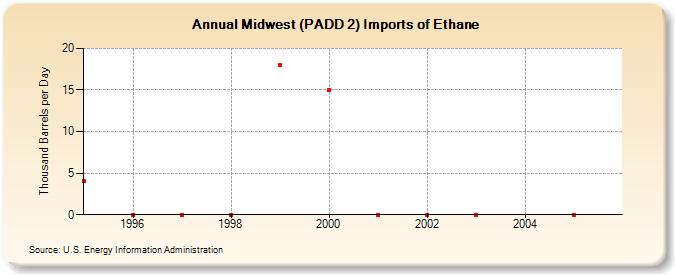 Annual Midwest (PADD 2) Imports of Ethane
Thousand Barrels per Day
20
15
10
5
0
1996 1998 2000 2002 2004
Source: U.S. Energy Information Administration